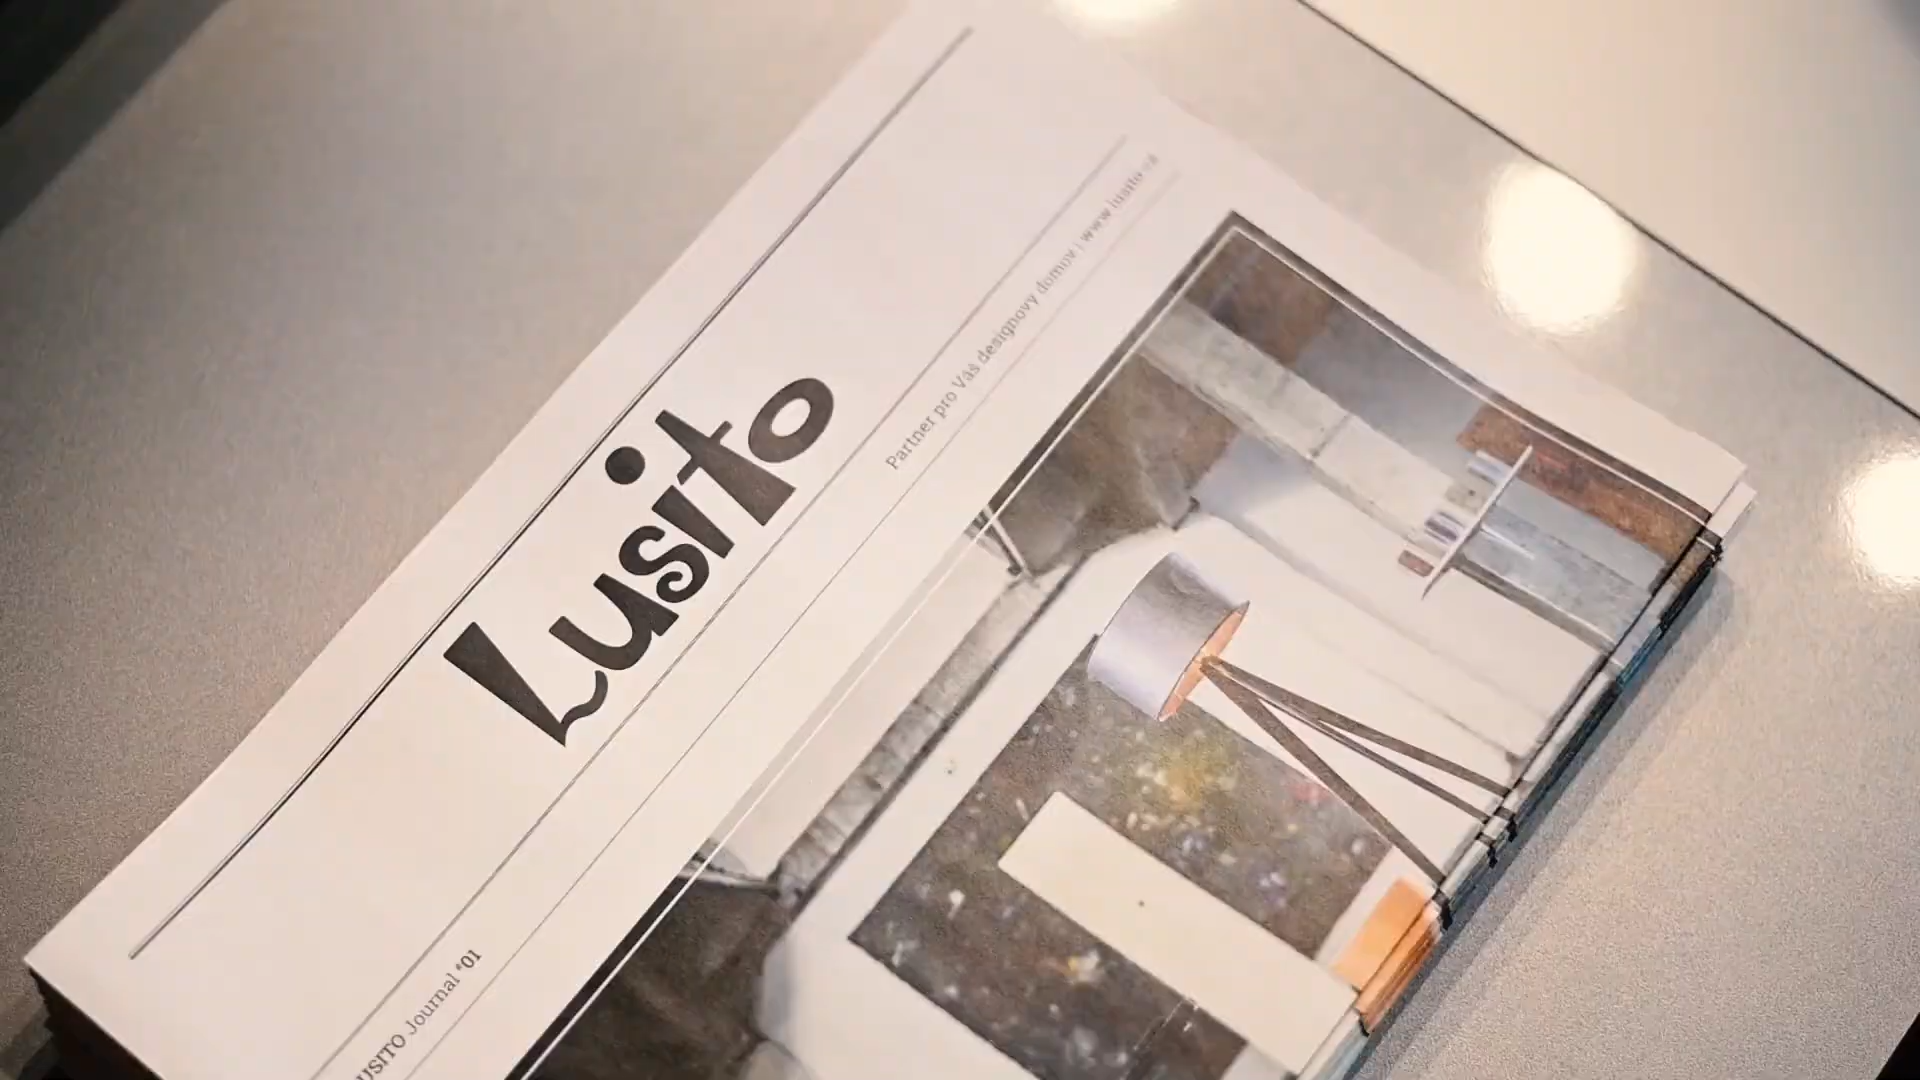 Lusito
USITO Journal #01
Partner pro Váš designový domov | www.lusito.cz